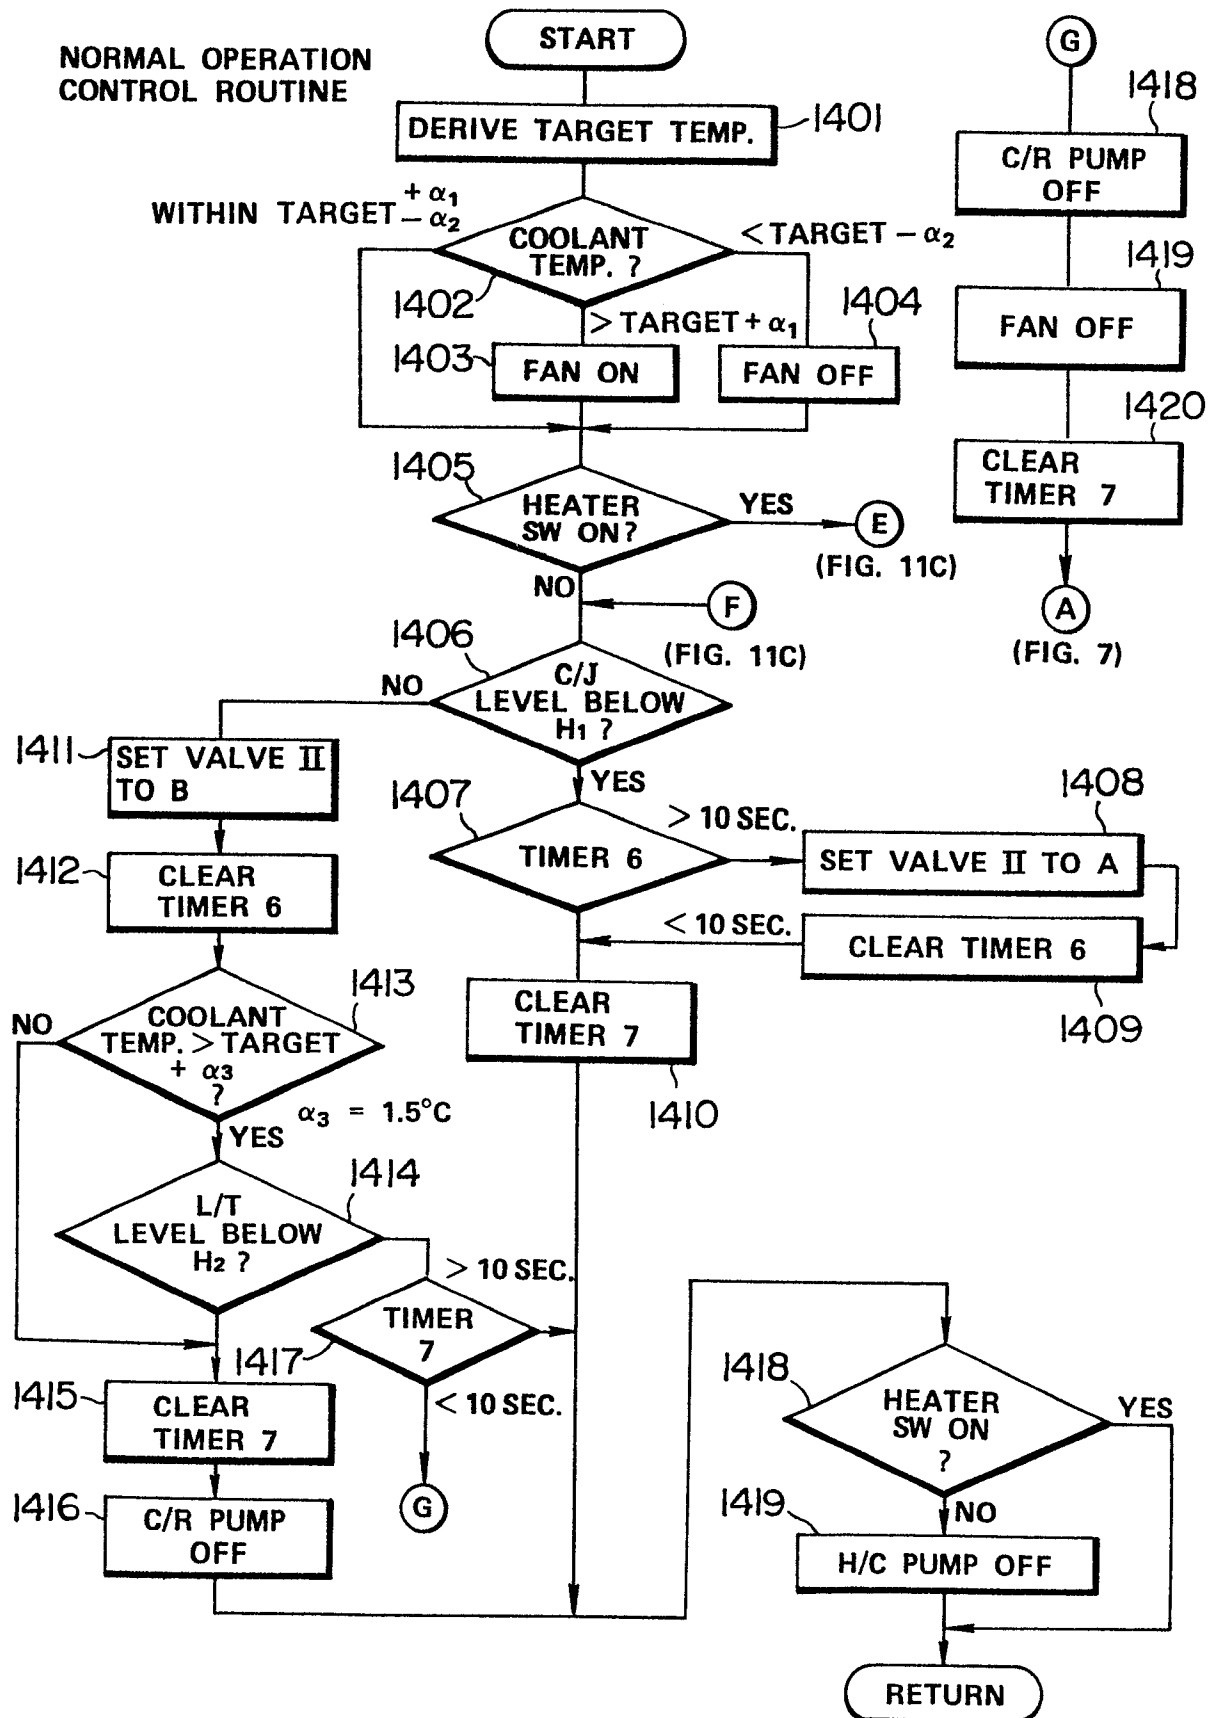 NORMAL OPERATION
CONTROL ROUTINE
START
DERIVE TARGET TEMP.
1401
WITHIN TARGET + α1 − α2
COOLANT
TEMP. ?
1402
< TARGET − α2
> TARGET + α1
1403
FAN ON
1404
FAN OFF
1405
HEATER
SW ON?
YES
E
(FIG. 11C)
NO
F
(FIG. 11C)
1406
C/J
LEVEL BELOW
H1 ?
NO
YES
1407
TIMER 6
> 10 SEC.
1408
SET VALVE II TO A
< 10 SEC.
CLEAR TIMER 6
1409
CLEAR
TIMER 7
1410
1411
SET VALVE II
TO B
1412
CLEAR
TIMER 6
1413
COOLANT
TEMP. > TARGET
+ α3
?
NO
α3 = 1.5°C
YES
1414
L/T
LEVEL BELOW
H2 ?
> 10 SEC.
TIMER
7
1417
< 10 SEC.
G
1415
CLEAR
TIMER 7
1416
C/R PUMP
OFF
1418
HEATER
SW ON
?
YES
NO
1419
H/C PUMP OFF
RETURN
G
1418
C/R PUMP
OFF
1419
FAN OFF
1420
CLEAR
TIMER 7
A
(FIG. 7)